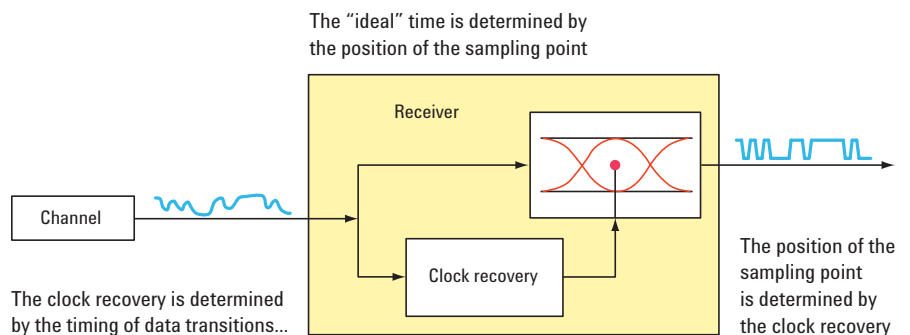 The “ideal” time is determined by
the position of the sampling point
Receiver
Channel
Clock recovery
The clock recovery is determined
by the timing of data transitions...
The position of the
sampling point
is determined by
the clock recovery